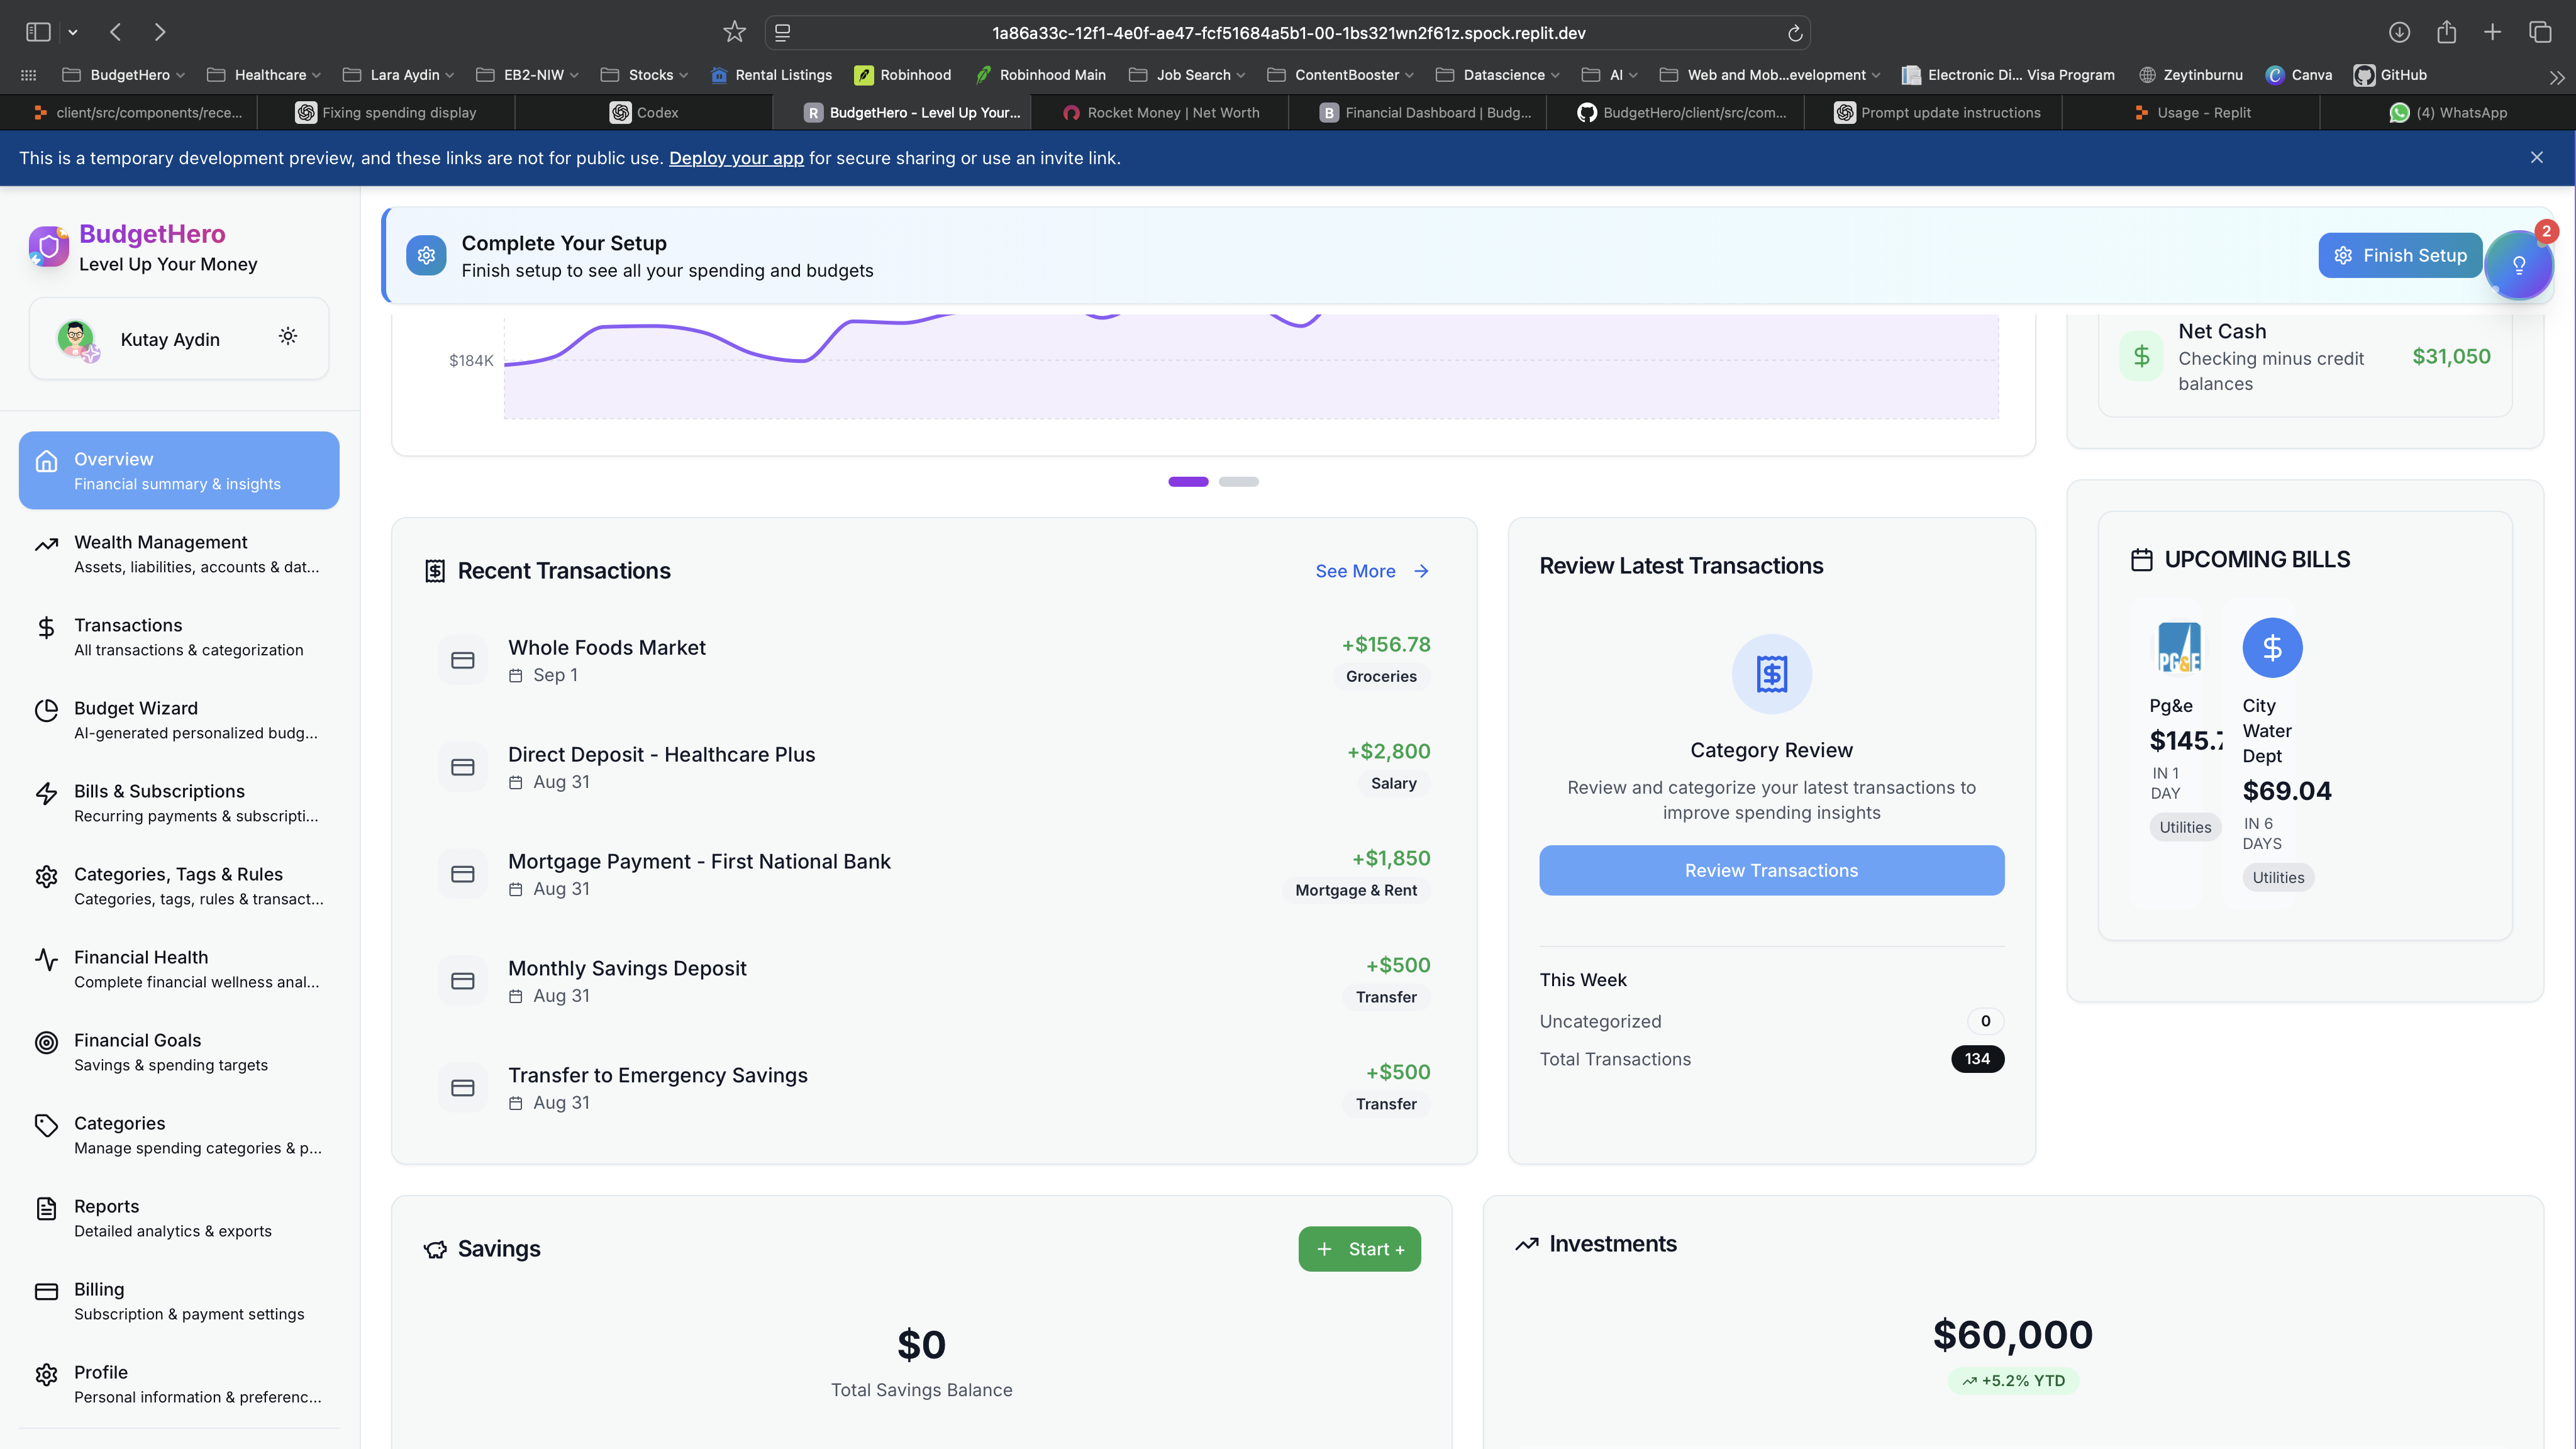 1a86a33c-12f1-4e0f-ae47-fcf51684a5b1-00-1bs321wn2f61z.spock.replit.dev
BudgetHero
Healthcare
Lara Aydin
EB2-NIW
Stocks
Rental Listings
Robinhood
Robinhood Main
Job Search
ContentBooster
Datascience
AI
Web and Mob...evelopment
Electronic Di... Visa Program
Zeytinburnu
Canva
GitHub
client/src/components/rece...
Fixing spending display
Codex
R
BudgetHero - Level Up Your...
Rocket Money | Net Worth
B
Financial Dashboard | Budg...
BudgetHero/client/src/com...
Prompt update instructions
Usage - Replit
(4) WhatsApp
This is a temporary development preview, and these links are not for public use. Deploy your app for secure sharing or use an invite link.
BudgetHero
Level Up Your Money
Kutay Aydin
Overview
Financial summary & insights
Wealth Management
Assets, liabilities, accounts & dat...
Transactions
All transactions & categorization
Budget Wizard
AI-generated personalized budg...
Bills & Subscriptions
Recurring payments & subscripti...
Categories, Tags & Rules
Categories, tags, rules & transact...
Financial Health
Complete financial wellness anal...
Financial Goals
Savings & spending targets
Categories
Manage spending categories & p...
Reports
Detailed analytics & exports
Billing
Subscription & payment settings
Profile
Personal information & preferenc...
Complete Your Setup
Finish setup to see all your spending and budgets
Finish Setup
2
$184K
Net Cash
Checking minus credit
balances
$31,050
Recent Transactions
See More
Whole Foods Market
Sep 1
+$156.78
Groceries
Direct Deposit - Healthcare Plus
Aug 31
+$2,800
Salary
Mortgage Payment - First National Bank
Aug 31
+$1,850
Mortgage & Rent
Monthly Savings Deposit
Aug 31
+$500
Transfer
Transfer to Emergency Savings
Aug 31
+$500
Transfer
Review Latest Transactions
Category Review
Review and categorize your latest transactions to
improve spending insights
Review Transactions
This Week
Uncategorized
0
Total Transactions
134
UPCOMING BILLS
PG&E
Pg&e
$145.7
IN 1
DAY
Utilities
City
Water
Dept
$69.04
IN 6
DAYS
Utilities
Savings
Start +
$0
Total Savings Balance
Investments
$60,000
+5.2% YTD